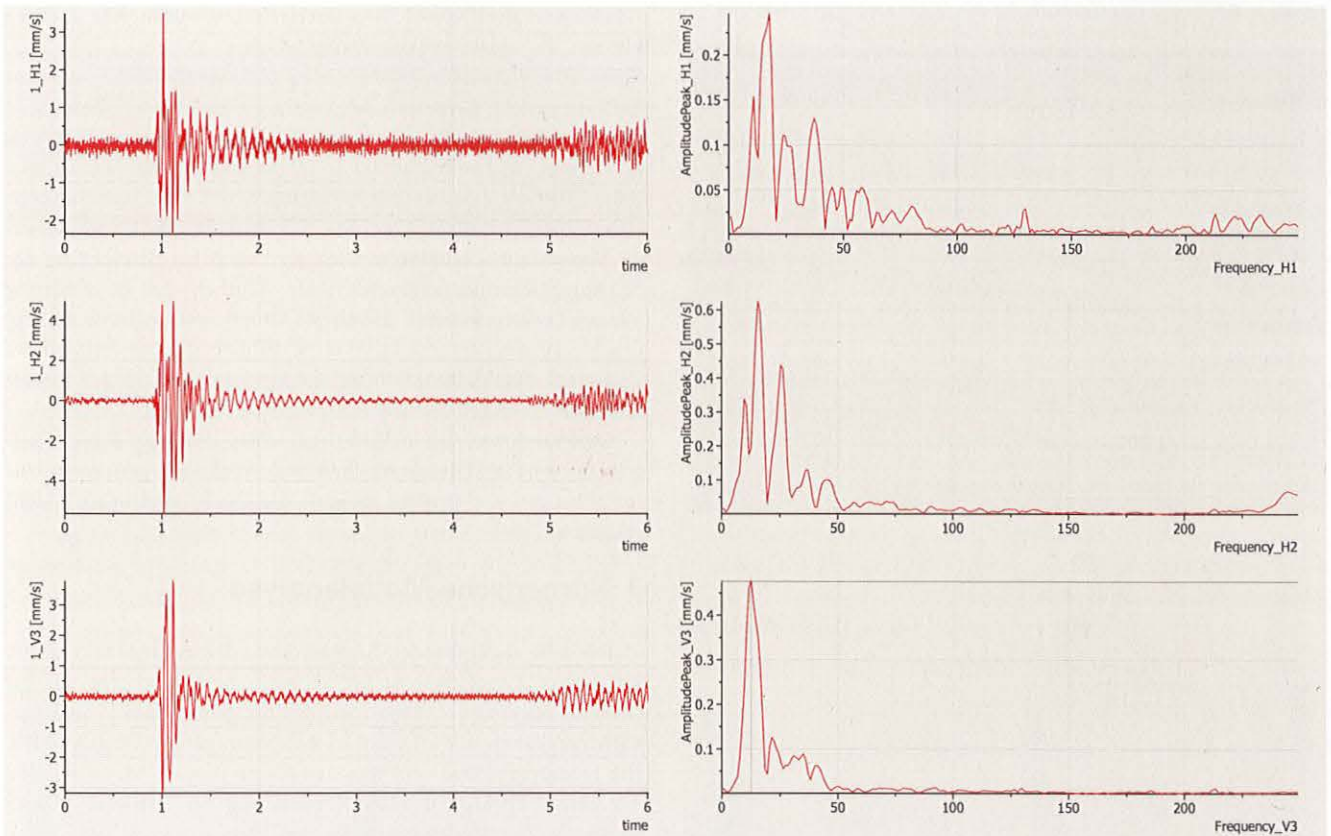 1_H1 [mm/s]
3
2
1
0
-1
-2
0 1 2 3 4 5 6
time
AmplitudePeak_H1 [mm/s]
0.2
0.15
0.1
0.05
0 50 100 150 200
Frequency_H1
1_H2 [mm/s]
4
2
0
-2
-4
0 1 2 3 4 5 6
time
AmplitudePeak_H2 [mm/s]
0.6
0.5
0.4
0.3
0.2
0.1
0 50 100 150 200
Frequency_H2
1_V3 [mm/s]
3
2
1
0
-1
-2
-3
0 1 2 3 4 5 6
time
AmplitudePeak_V3 [mm/s]
0.4
0.3
0.2
0.1
0 50 100 150 200
Frequency_V3